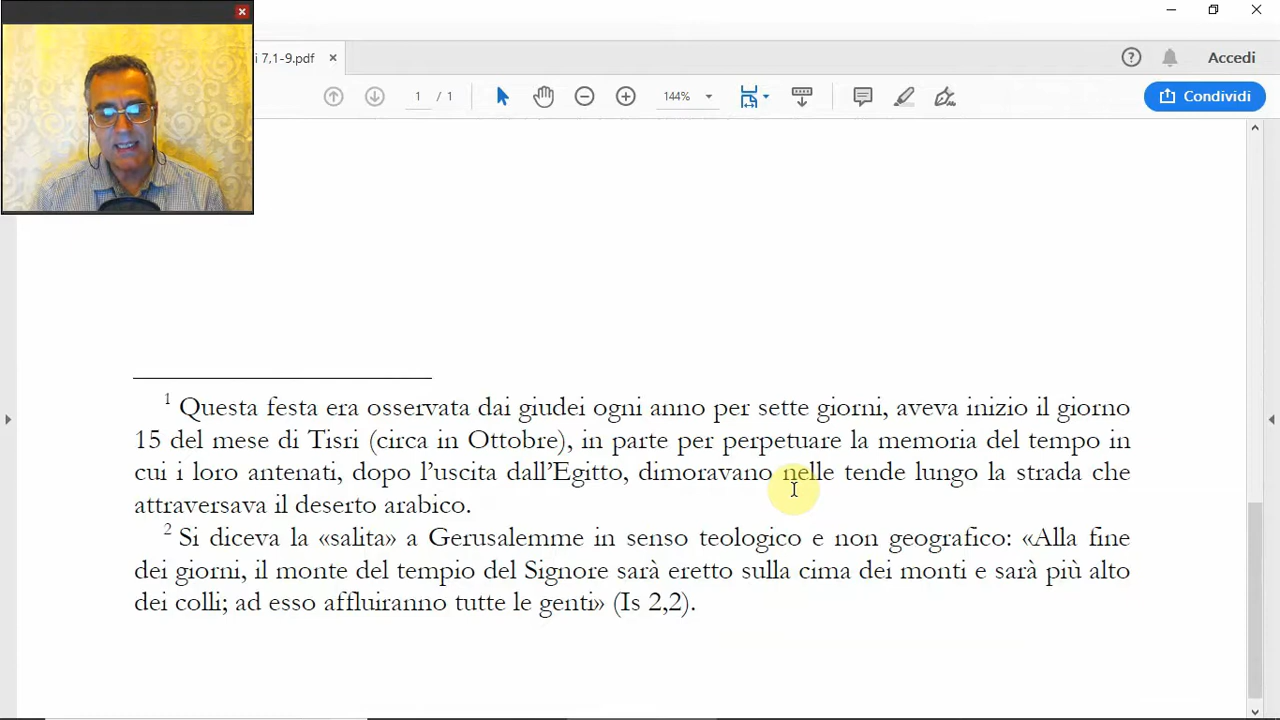 i 7,1-9.pdf
Accedi
1 / 1
144%
Condividi
1 Questa festa era osservata dai giudei ogni anno per sette giorni, aveva inizio il giorno
15 del mese di Tisri (circa in Ottobre), in parte per perpetuare la memoria del tempo in
cui i loro antenati, dopo l’uscita dall’Egitto, dimoravano nelle tende lungo la strada che
attraversava il deserto arabico.
2 Si diceva la «salita» a Gerusalemme in senso teologico e non geografico: «Alla fine
dei giorni, il monte del tempio del Signore sarà eretto sulla cima dei monti e sarà più alto
dei colli; ad esso affluiranno tutte le genti» (Is 2,2).